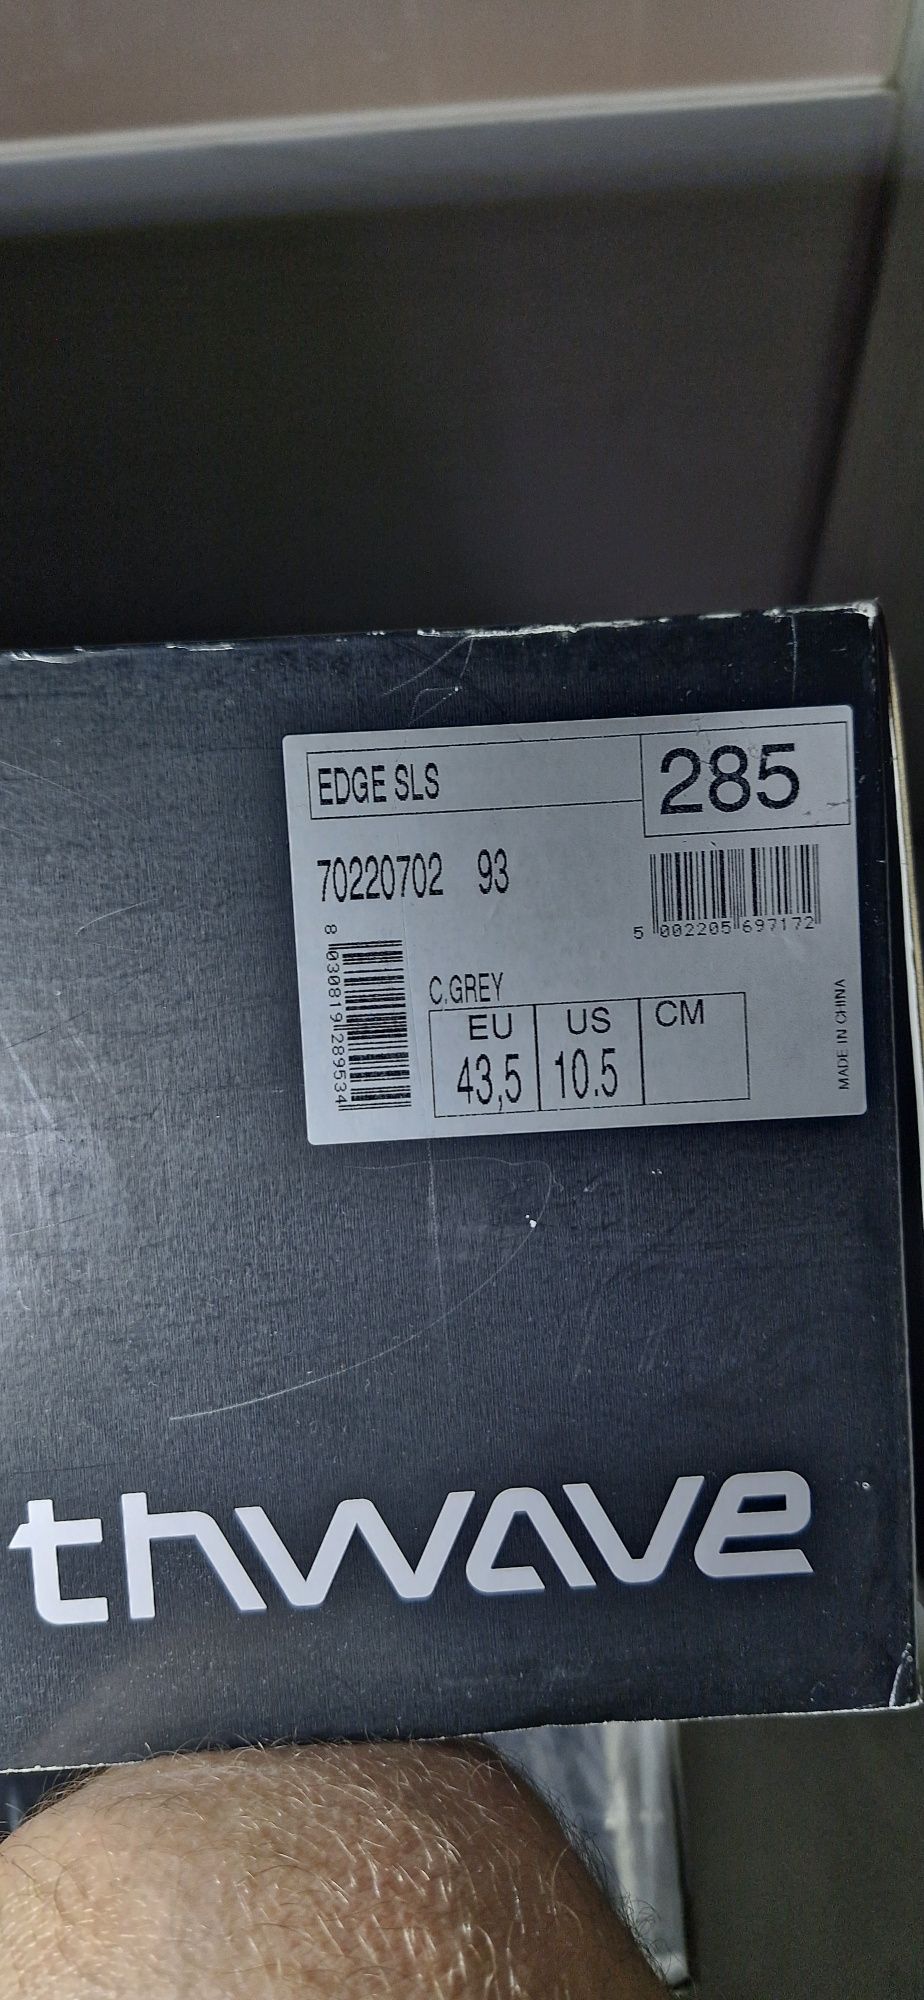 EDGE SLS
285
70220702 93
5 002205 697172
8 030819 289534
C.GREY
EU US CM
43,5 10.5
MADE IN CHINA
thwave